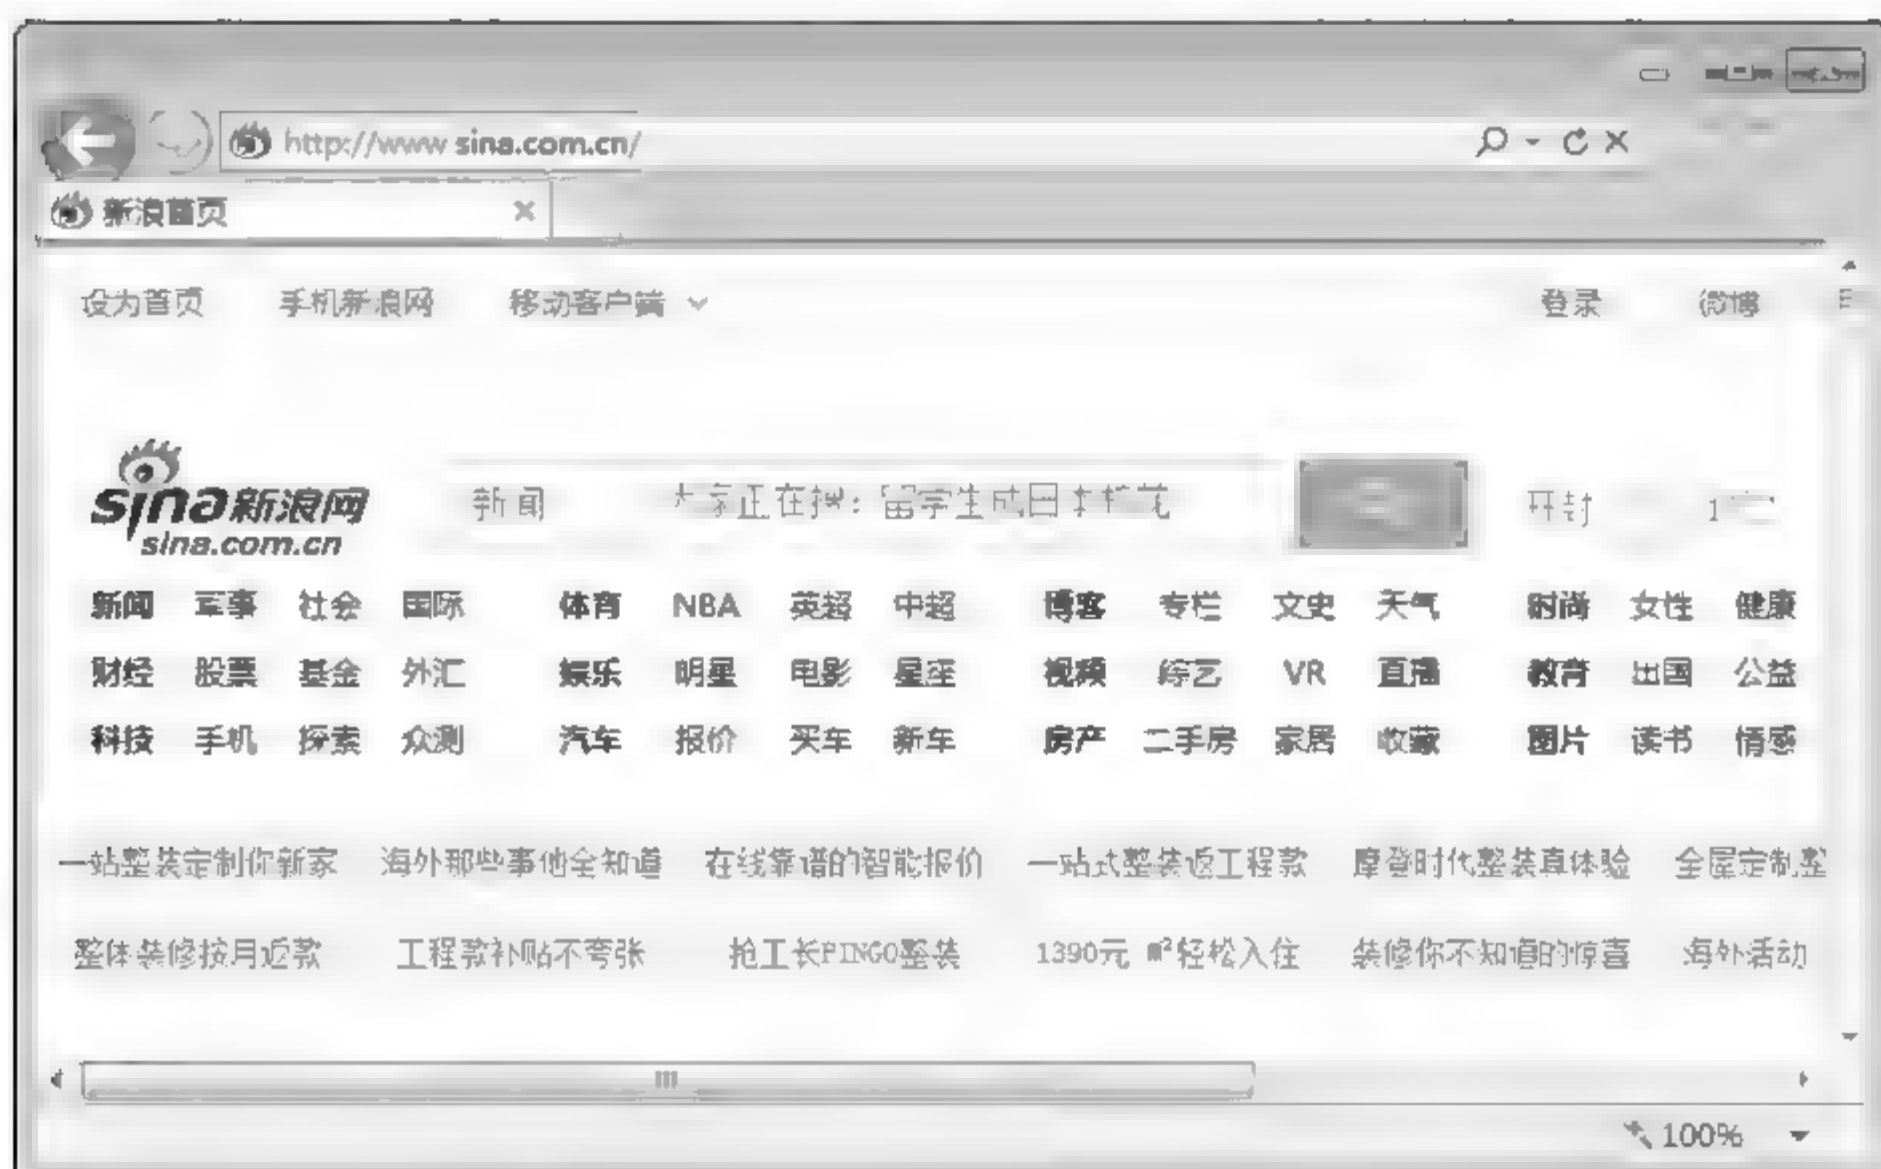 http://www.sina.com.cn/
新浪首页
设为首页 手机新浪网 移动客户端 登录 微博
sina新浪网
sina.com.cn
新闻 大家正在搜: 留学生成日本 开封
新闻 军事 社会 国际 体育 NBA 英超 中超 博客 专栏 文史 天气 时尚 女性 健康
财经 股票 基金 外汇 娱乐 明星 电影 星座 视频 综艺 VR 直播 教育 出国 公益
科技 手机 探索 众测 汽车 报价 买车 新车 房产 二手房 家居 收藏 图片 读书 情感
一站整装定制你新家 海外那些事他全知道 在线靠谱的智能报价 一站式整装返工程款 摩登时代整装真体验 全屋定制整
整体装修按月返款 工程款补贴不夸张 抢工长PINGO整装 1390元 m²轻松入住 装修你不知道的惊喜 海外活动
100%